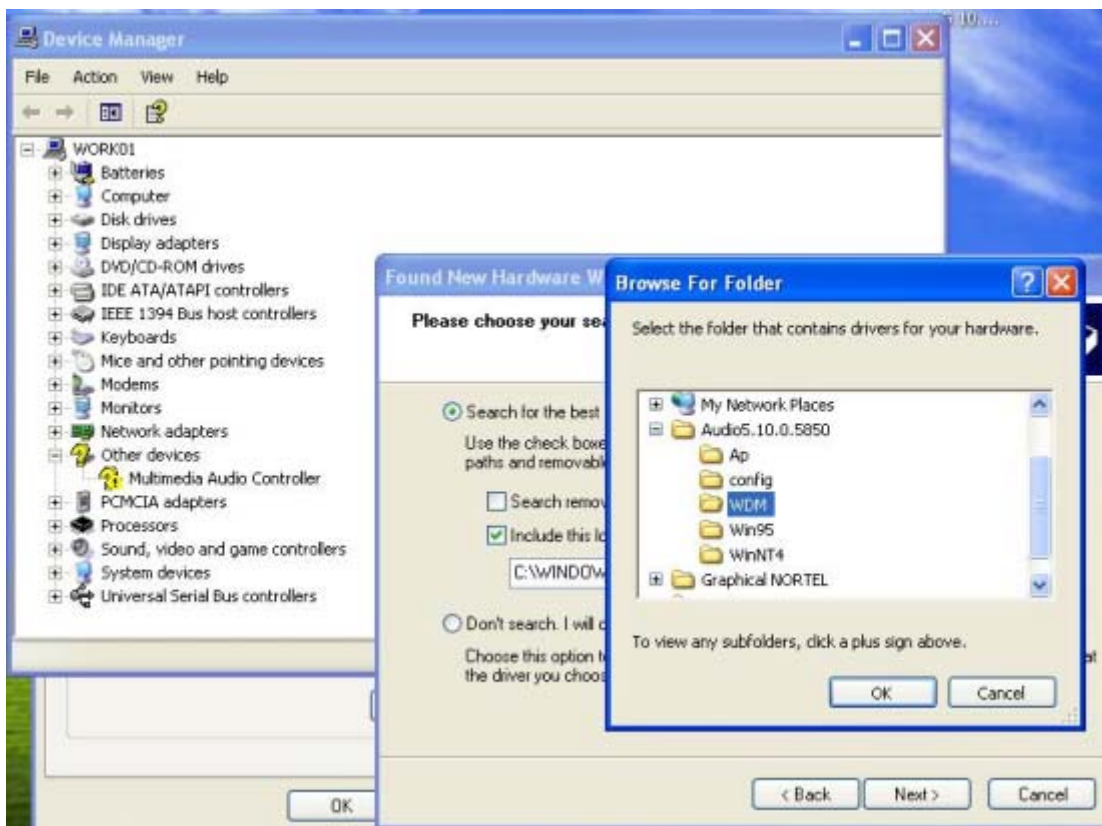 10....
Device Manager
File Action View Help
WORK01
Batteries
Computer
Disk drives
Display adapters
DVD/CD-ROM drives
IDE ATA/ATAPI controllers
IEEE 1394 Bus host controllers
Keyboards
Mice and other pointing devices
Modems
Monitors
Network adapters
Other devices
Multimedia Audio Controller
PCMCIA adapters
Processors
Sound, video and game controllers
System devices
Universal Serial Bus controllers
OK
Found New Hardware W
Please choose your sea
Search for the best
Use the check boxe
paths and removabl
Search remov
Include this lo
C:\WINDOW
Don't search. I will c
Choose this option t
the driver you choos
at
< Back Next > Cancel
Browse For Folder
Select the folder that contains drivers for your hardware.
My Network Places
Audio5.10.0.5850
Ap
config
WDM
Win95
WinNT4
Graphical NORTEL
To view any subfolders, click a plus sign above.
OK Cancel